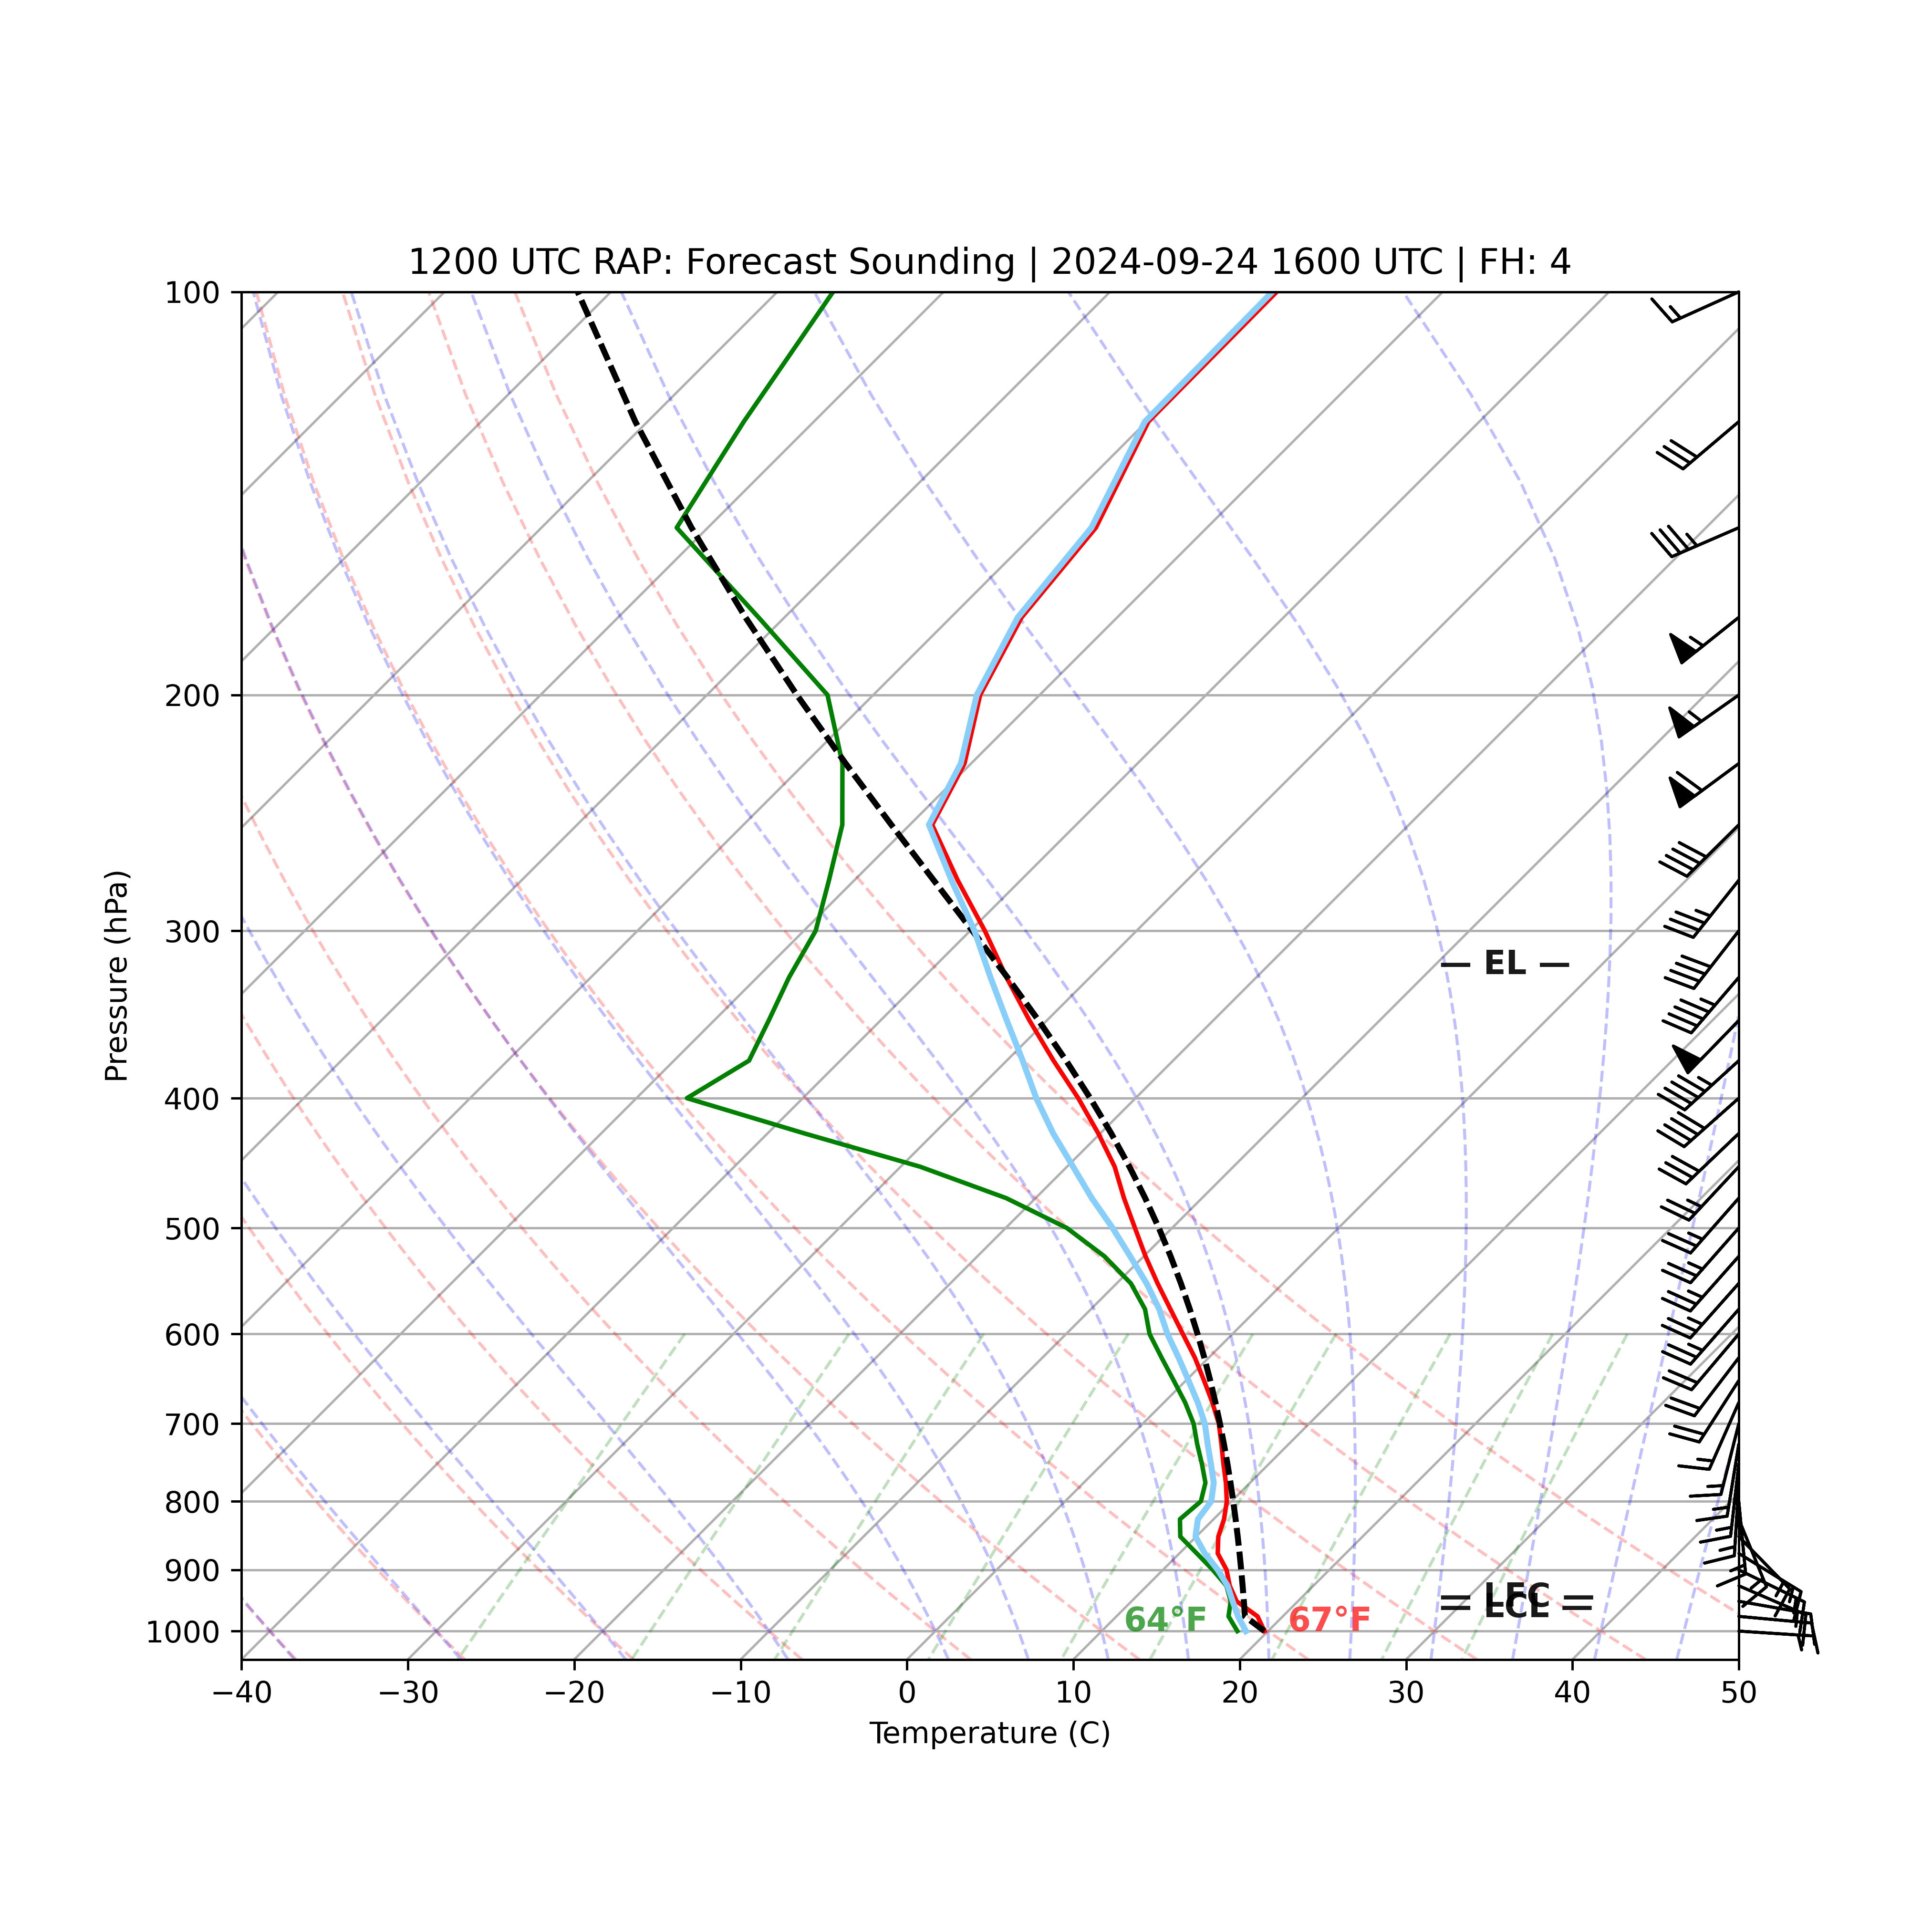 1200 UTC RAP: Forecast Sounding | 2024-09-24 1600 UTC | FH: 4
100
200
300
400
500
600
700
800
900
1000
Pressure (hPa)
— EL —
— LFC —
— LCL —
64°F
67°F
−40 −30 −20 −10 0 10 20 30 40 50
Temperature (C)